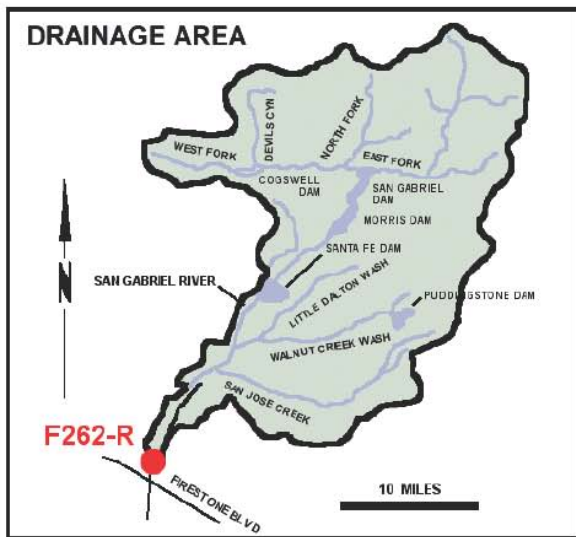 DRAINAGE AREA
DEVILS CYN
NORTH FORK
WEST FORK
EAST FORK
COGSWELL
DAM
SAN GABRIEL
DAM
MORRIS DAM
SANTA FE DAM
SAN GABRIEL RIVER
LITTLE DALTON WASH
PUDDINGSTONE DAM
WALNUT CREEK WASH
SAN JOSE CREEK
N
F262-R
FIRESTONE BLVD
10 MILES